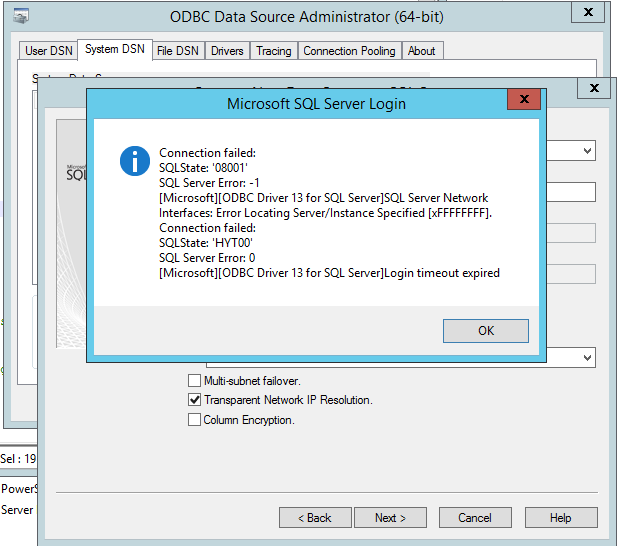 ODBC Data Source Administrator (64-bit)
x
User DSN
System DSN
File DSN
Drivers
Tracing
Connection Pooling
About
x
Microsoft SQL Server Login
x
Microsoft
SQL
Connection failed:
SQLState: '08001'
SQL Server Error: -1
[Microsoft][ODBC Driver 13 for SQL Server]SQL Server Network
Interfaces: Error Locating Server/Instance Specified [xFFFFFFFF].
Connection failed:
SQLState: 'HYT00'
SQL Server Error: 0
[Microsoft][ODBC Driver 13 for SQL Server]Login timeout expired
OK
Multi-subnet failover.
Transparent Network IP Resolution.
Column Encryption.
Sel : 19
PowerS
Server
< Back
Next >
Cancel
Help